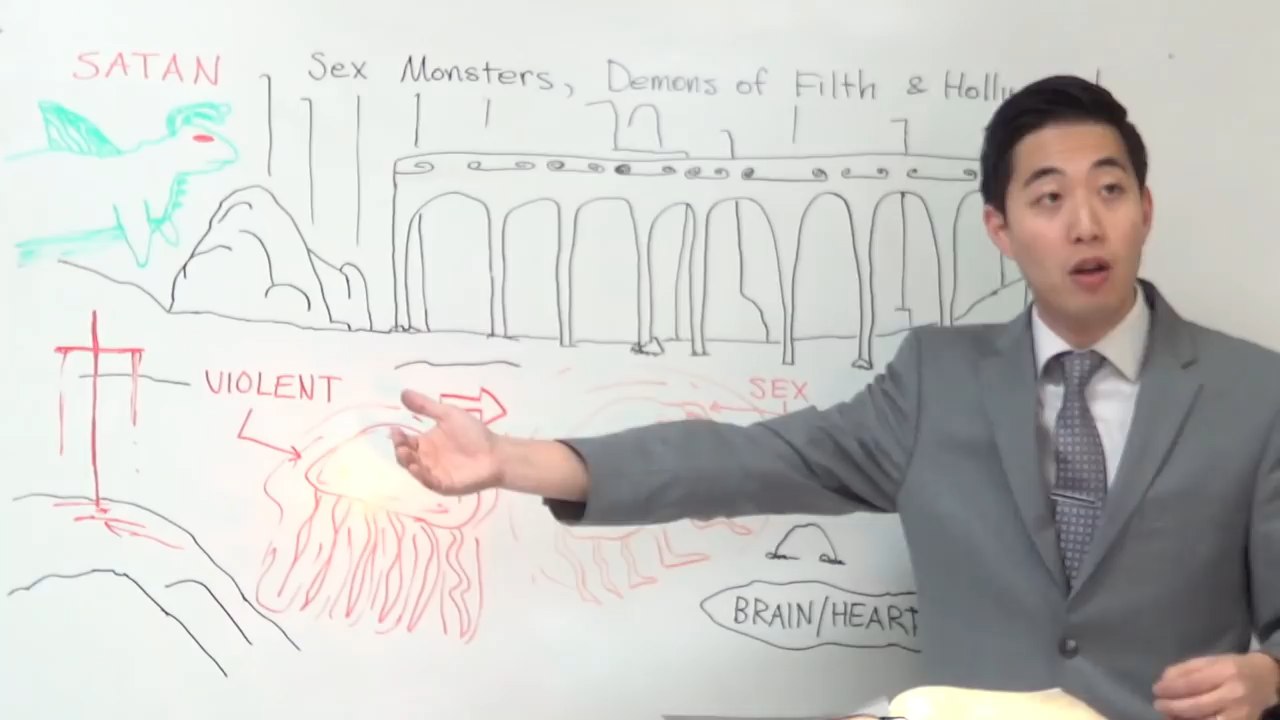 SATAN
Sex Monsters, Demons of Filth &
VIOLENT
SEX
BRAIN/HEART